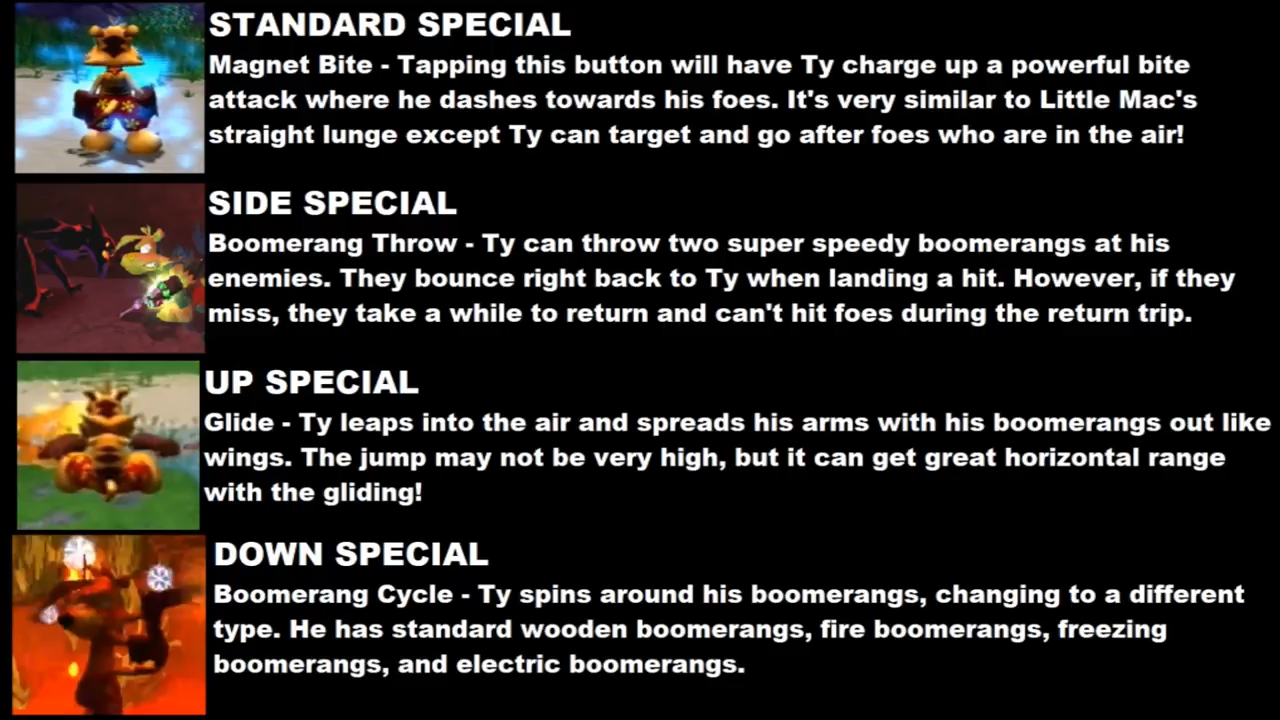 STANDARD SPECIAL
Magnet Bite - Tapping this button will have Ty charge up a powerful bite
attack where he dashes towards his foes. It's very similar to Little Mac's
straight lunge except Ty can target and go after foes who are in the air!
SIDE SPECIAL
Boomerang Throw - Ty can throw two super speedy boomerangs at his
enemies. They bounce right back to Ty when landing a hit. However, if they
miss, they take a while to return and can't hit foes during the return trip.
UP SPECIAL
Glide - Ty leaps into the air and spreads his arms with his boomerangs out like
wings. The jump may not be very high, but it can get great horizontal range
with the gliding!
DOWN SPECIAL
Boomerang Cycle - Ty spins around his boomerangs, changing to a different
type. He has standard wooden boomerangs, fire boomerangs, freezing
boomerangs, and electric boomerangs.